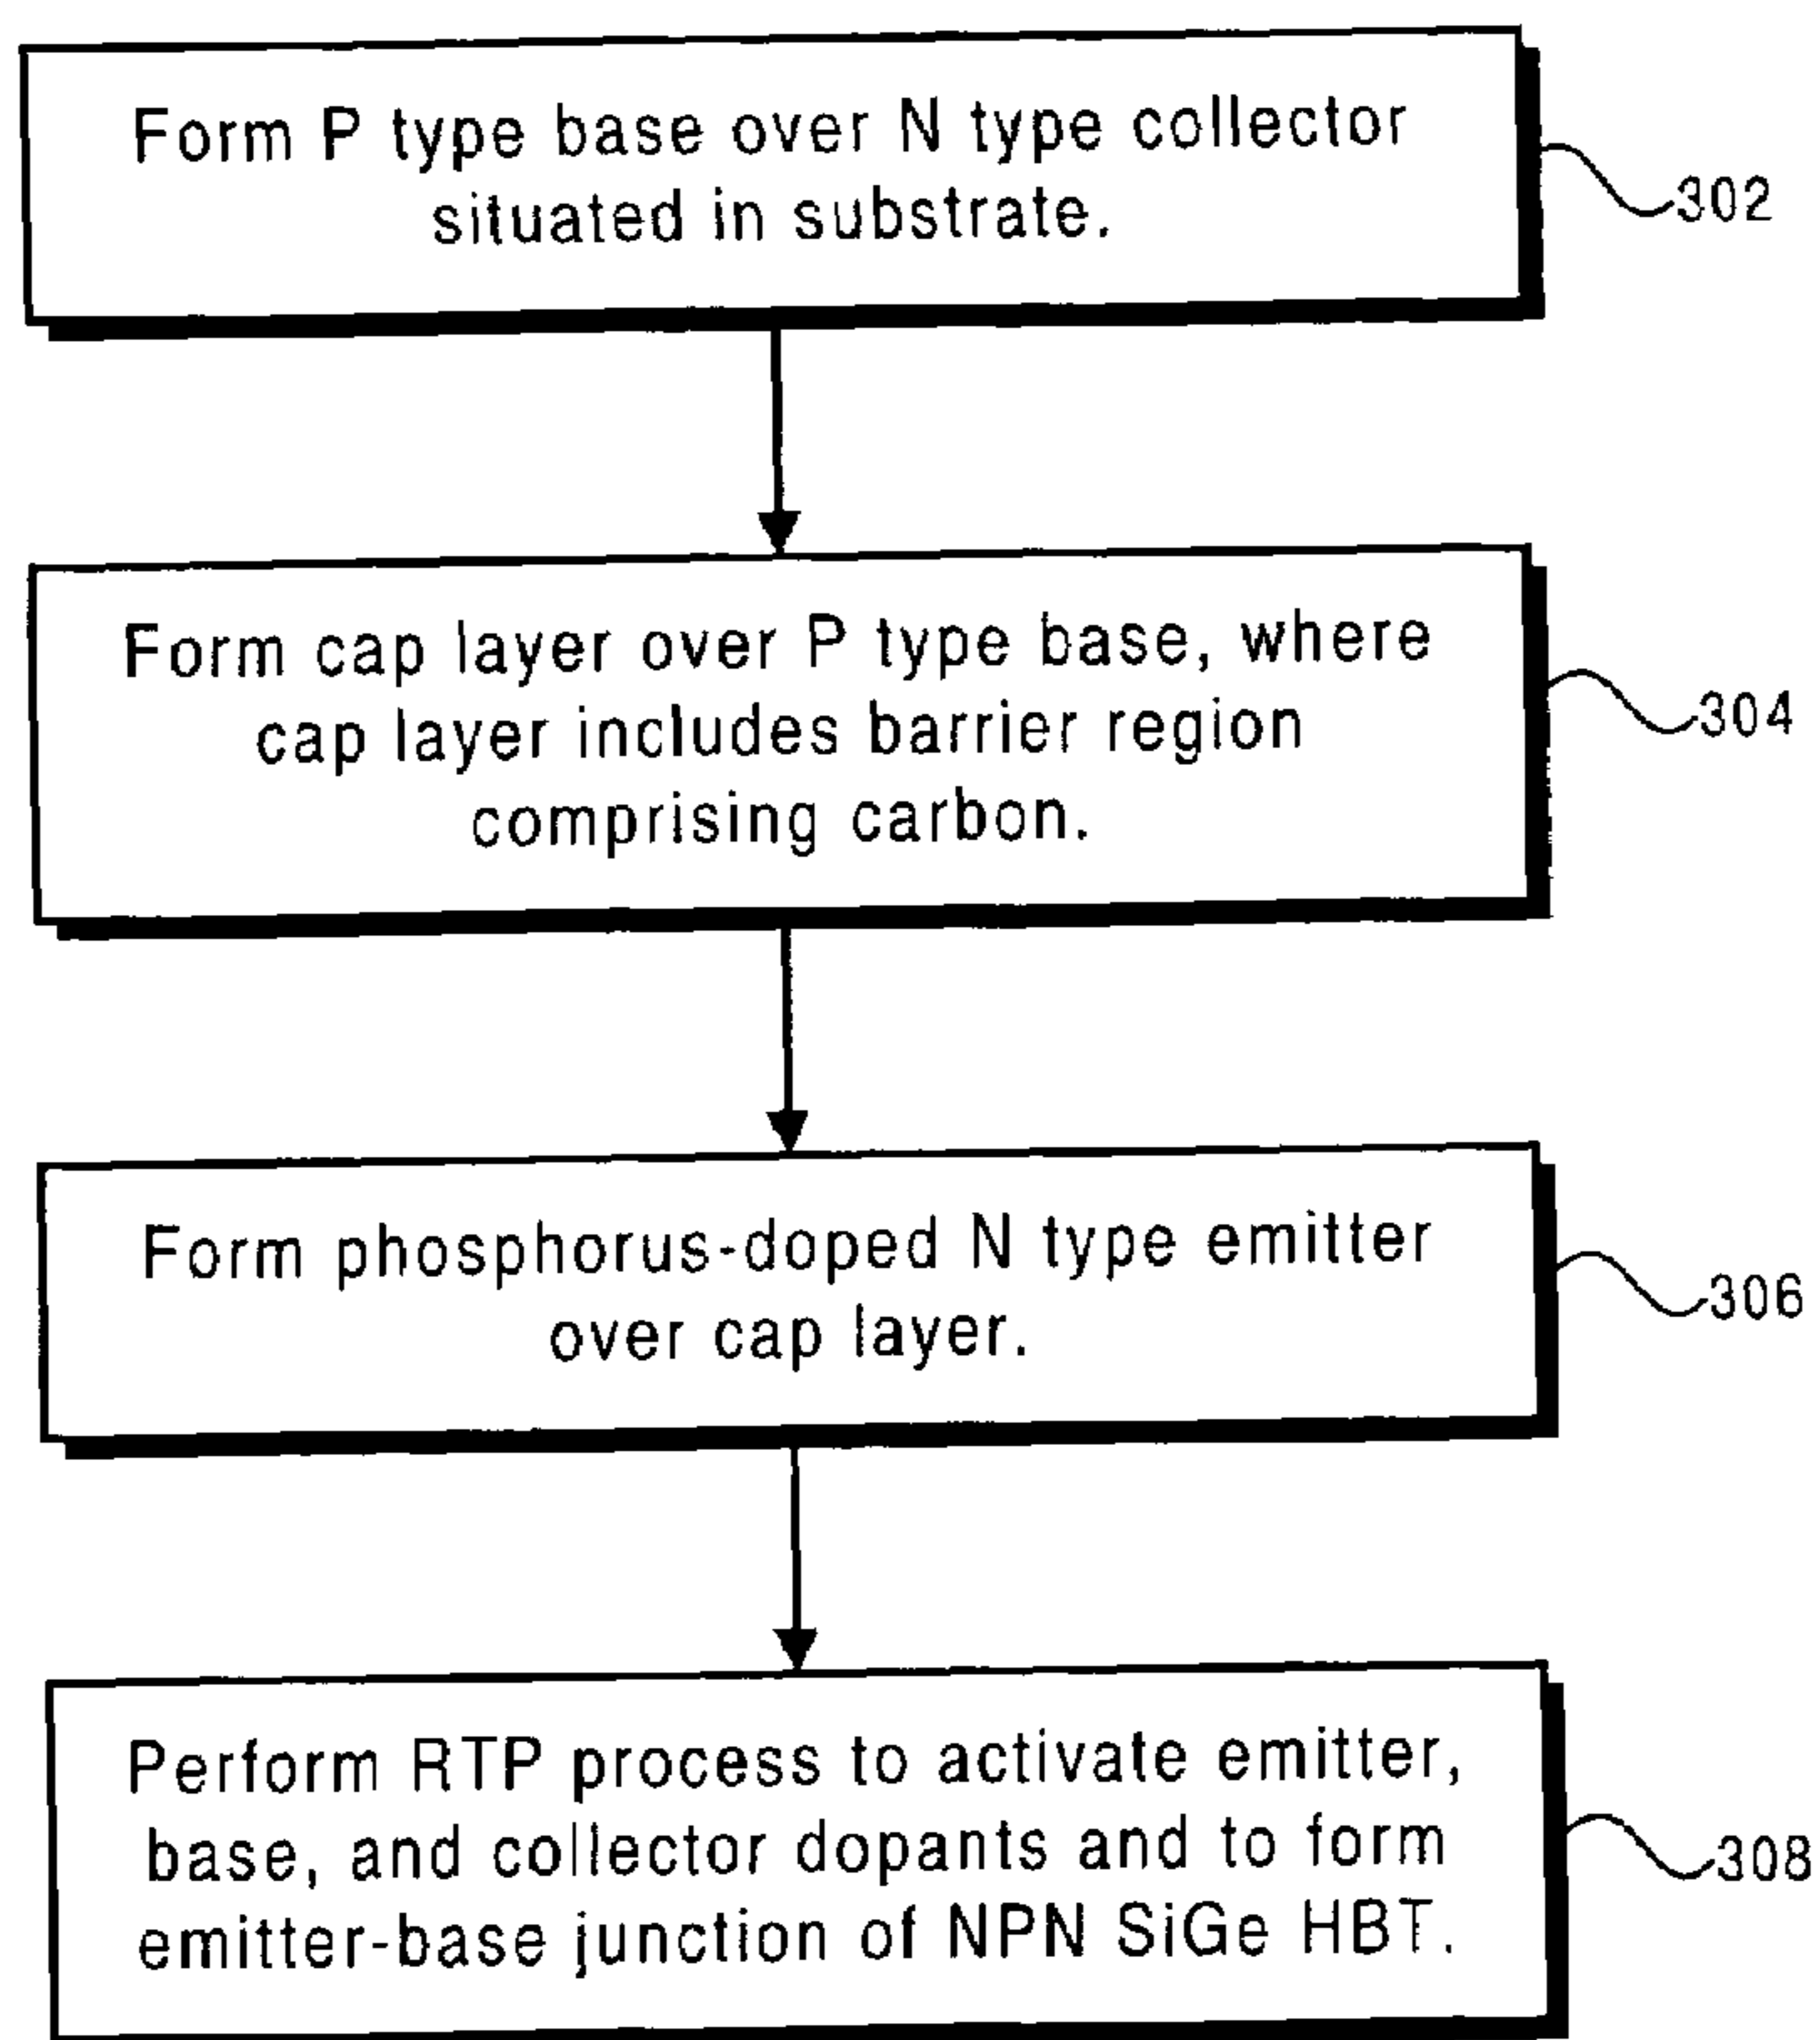 Form P type base over N type collector
situated in substrate.
302
Form cap layer over P type base, where
cap layer includes barrier region
comprising carbon.
304
Form phosphorus-doped N type emitter
over cap layer.
306
Perform RTP process to activate emitter,
base, and collector dopants and to form
emitter-base junction of NPN SiGe HBT.
308